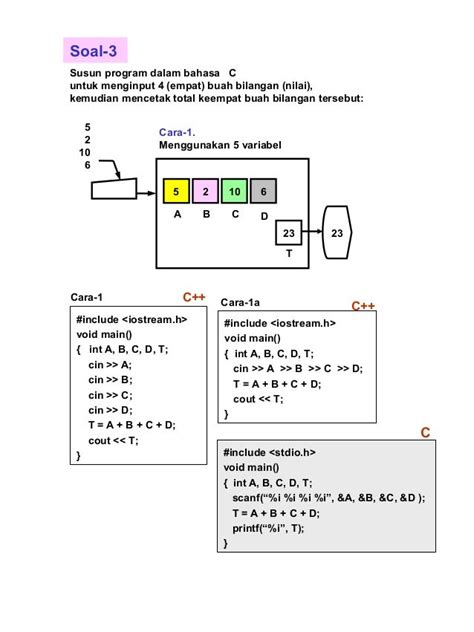 Soal-3
Susun program dalam bahasa C
untuk menginput 4 (empat) buah bilangan (nilai),
kemudian mencetak total keempat buah bilangan tersebut:
5
2
10
6
Cara-1.
Menggunakan 5 variabel
5 2 10 6
A B C D
23 23
T
Cara-1 C++
#include <iostream.h>
void main()
{ int A, B, C, D, T;
cin >> A;
cin >> B;
cin >> C;
cin >> D;
T = A + B + C + D;
cout << T;
}
Cara-1a C++
#include <iostream.h>
void main()
{ int A, B, C, D, T;
cin >> A >> B >> C >> D;
T = A + B + C + D;
cout << T;
}
C
#include <stdio.h>
void main()
{ int A, B, C, D, T;
scanf(“%i %i %i %i”, &A, &B, &C, &D );
T = A + B + C + D;
printf(“%i”, T);
}